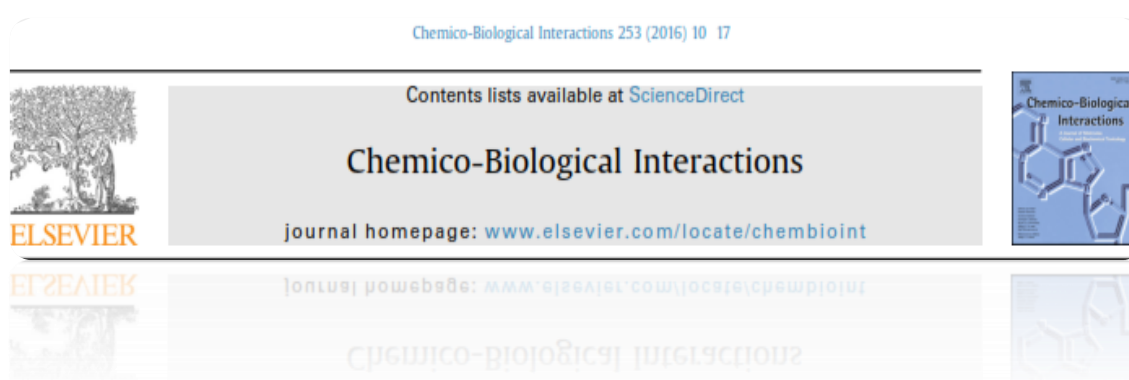 Chemico-Biological Interactions 253 (2016) 10 17
Contents lists available at ScienceDirect
Chemico-Biological Interactions
journal homepage: www.elsevier.com/locate/chembioint
ELSEVIER
Chemico-Biologica
Interactions